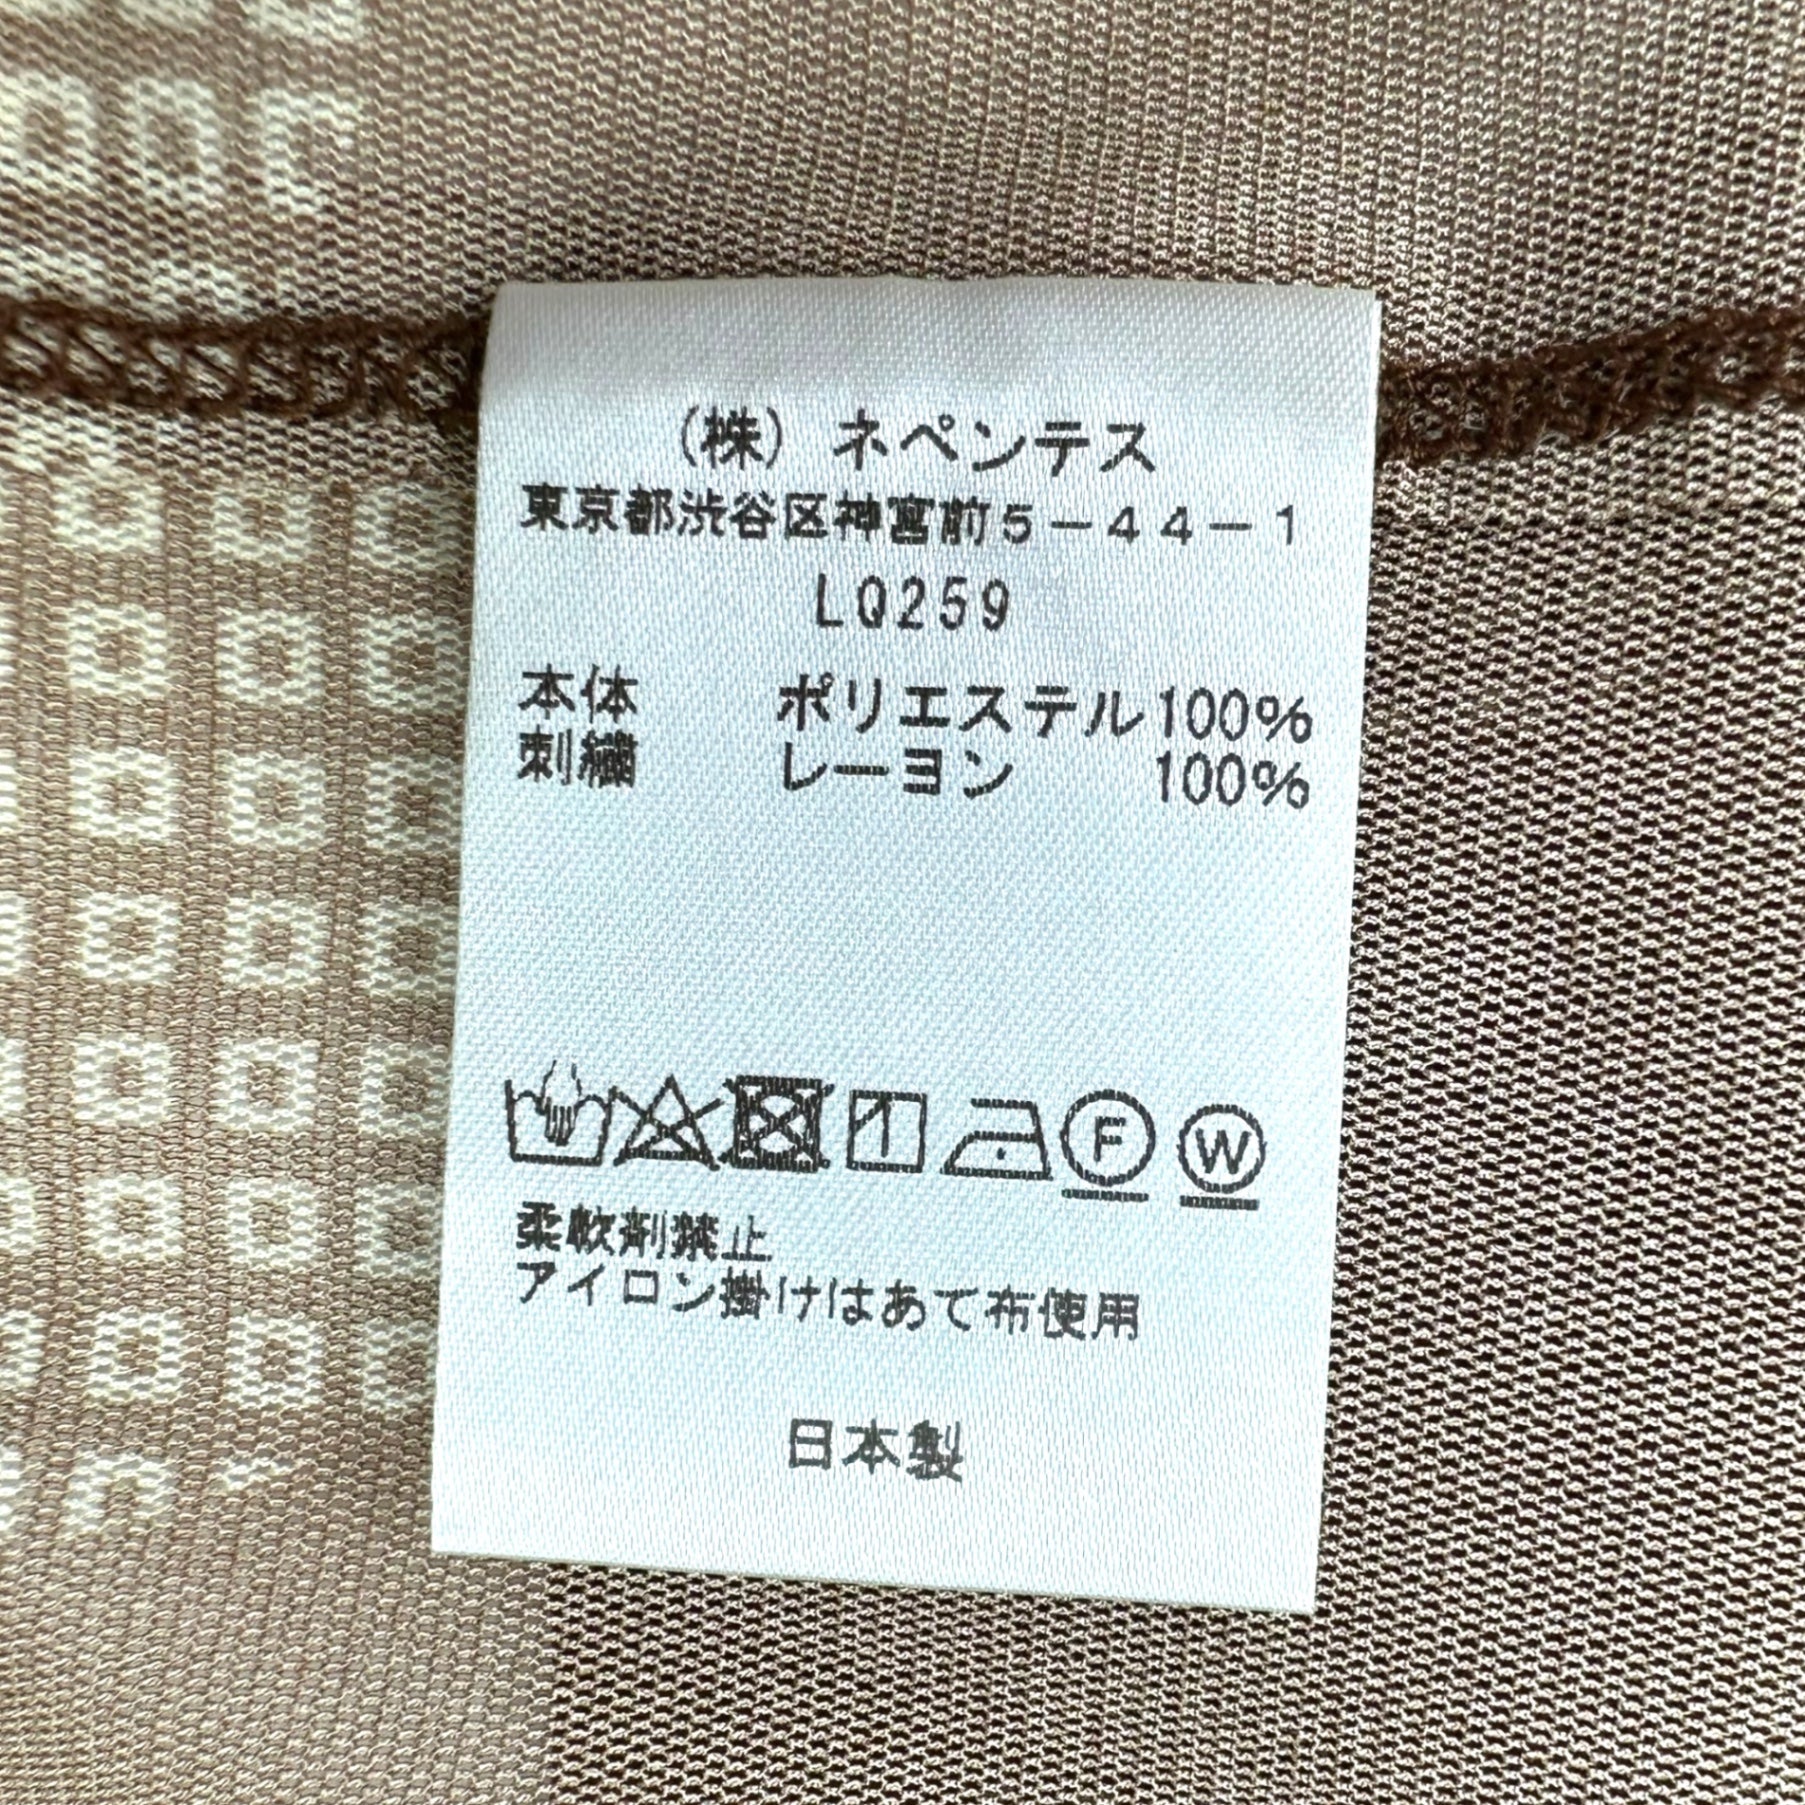 (株) ネペンテス
東京都渋谷区神宮前5-44-1
LQ259
本体 ポリエステル100%
刺繍 レーヨン 100%
F W
柔軟剤禁止
アイロン掛けはあて布使用
日本製